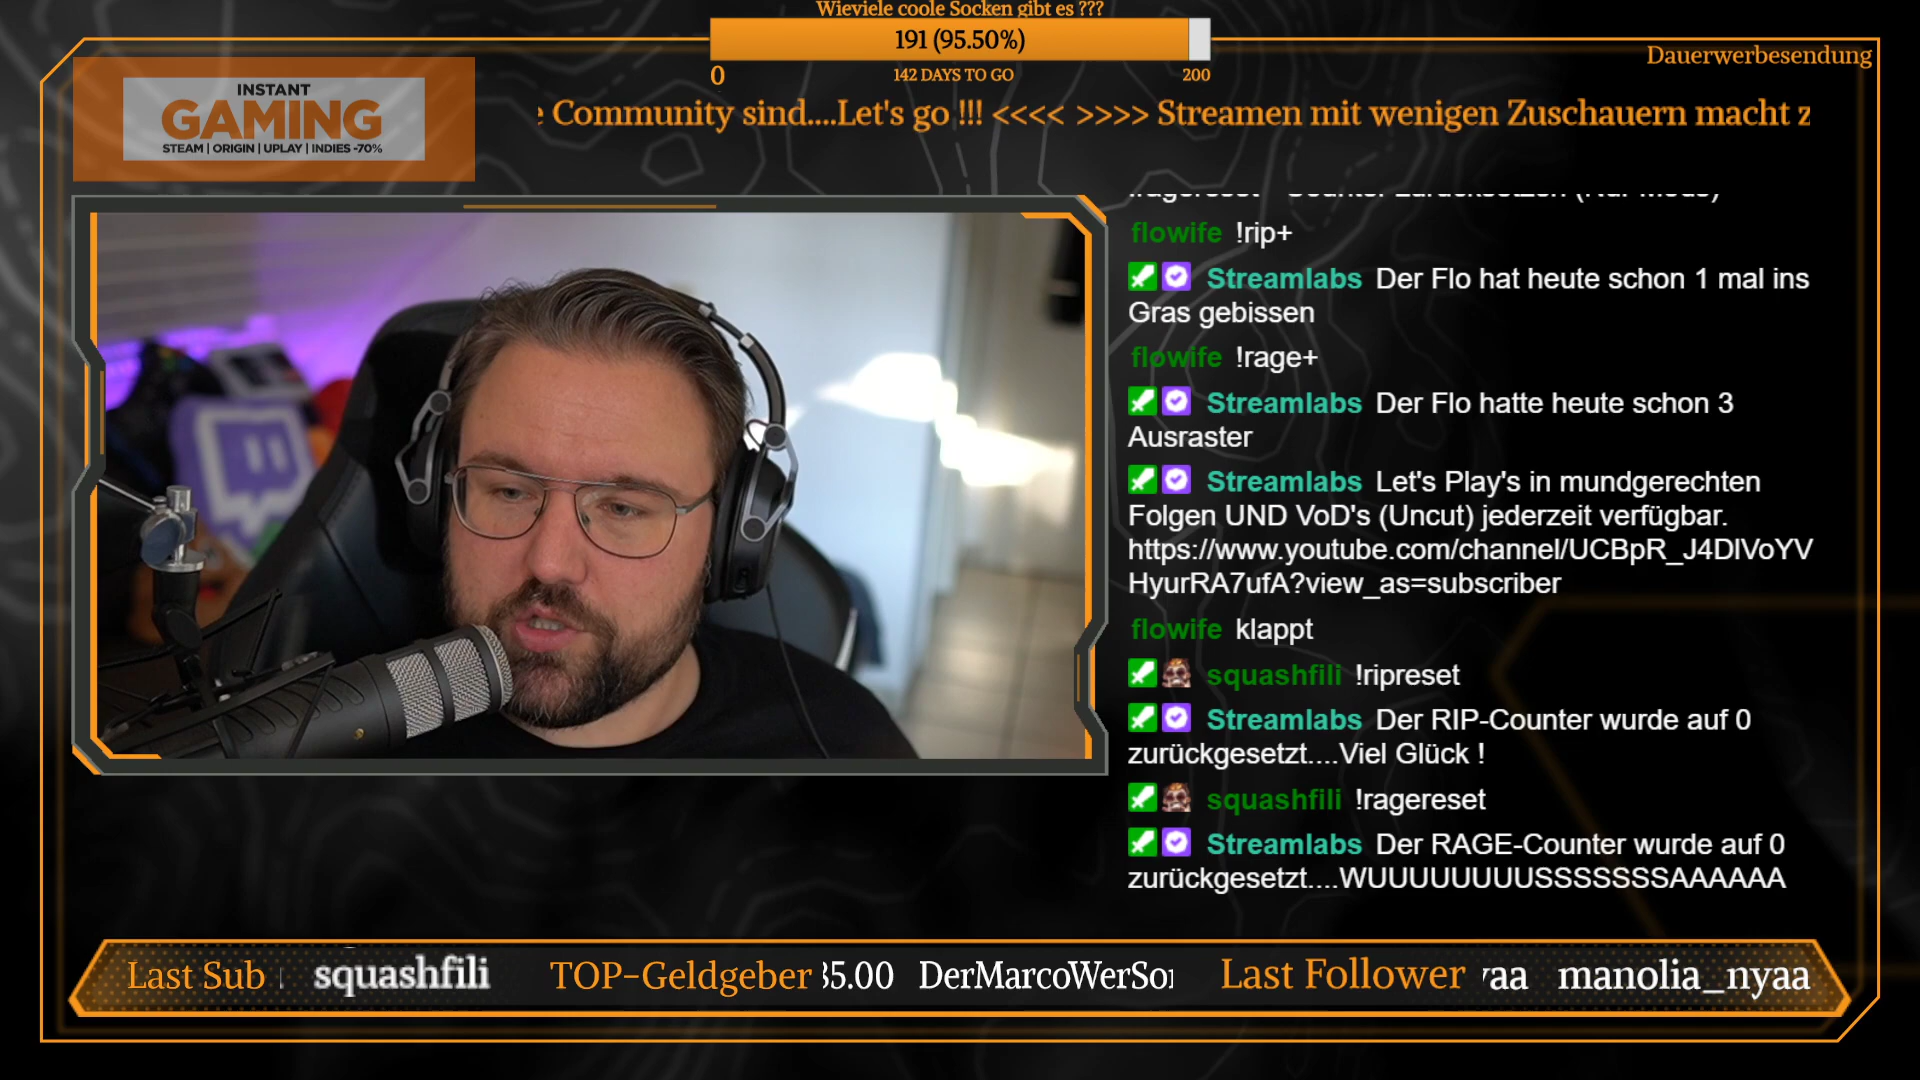 Wieviele coole Socken gibt es ???
191 (95.50%)
0
142 DAYS TO GO
200
Dauerwerbesendung
INSTANT
GAMING
STEAM | ORIGIN | UPLAY | INDIES -70%
Community sind....Let's go !!! <<<< >>>> Streamen mit wenigen Zuschauern macht z
flowife !rip+
Streamlabs Der Flo hat heute schon 1 mal ins
Gras gebissen
flowife !rage+
Streamlabs Der Flo hatte heute schon 3
Ausraster
Streamlabs Let's Play's in mundgerechten
Folgen UND VoD's (Uncut) jederzeit verfügbar.
https://www.youtube.com/channel/UCBpR_J4DlVoYV
HyurRA7ufA?view_as=subscriber
flowife klappt
squashfili !ripreset
Streamlabs Der RIP-Counter wurde auf 0
zurückgesetzt....Viel Glück !
squashfili !ragereset
Streamlabs Der RAGE-Counter wurde auf 0
zurückgesetzt....WUUUUUUUUSSSSSSSAAAAAA
Last Sub squashfili TOP-Geldgeber 35.00 DerMarcoWerSo Last Follower yaa manolia_nyaa